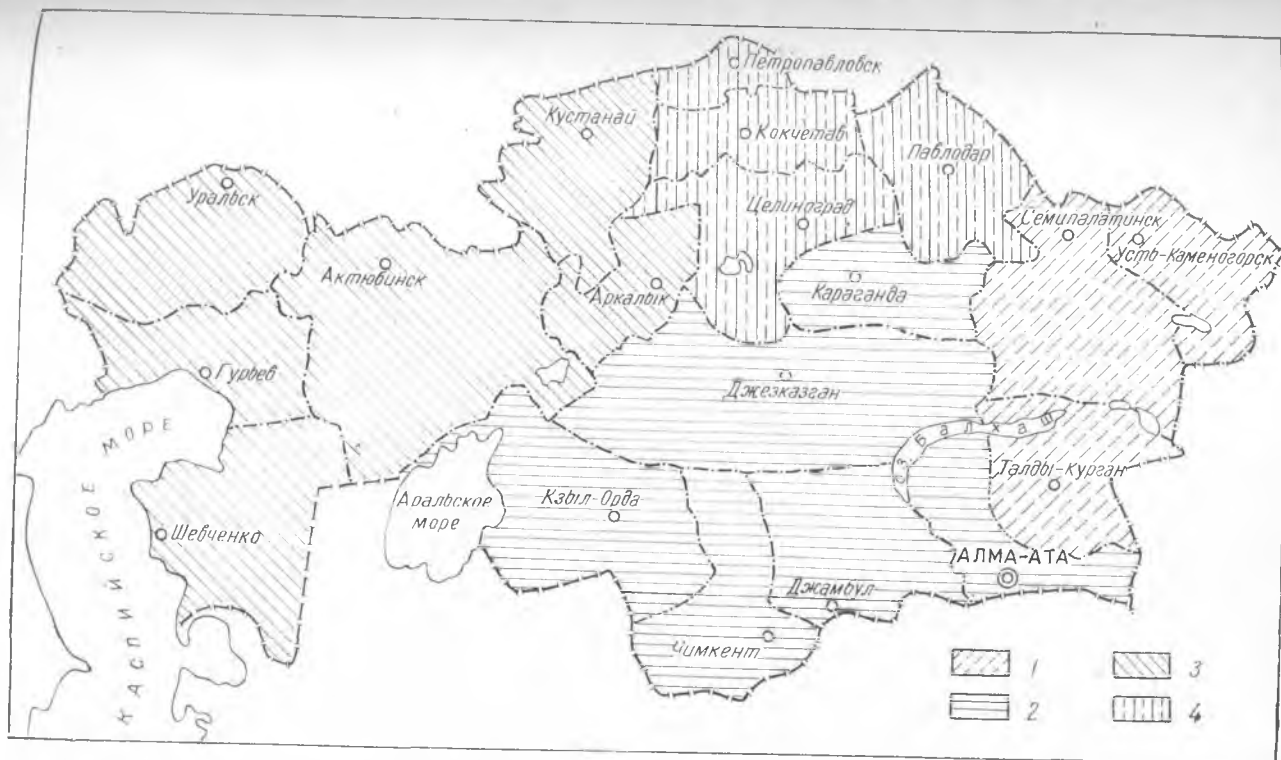 Петропавловск
Кустанай
Кокчетав
Павлодар
Уральск
Целиноград
Семипалатинск
Усть-Каменогорск
Актюбинск
Аркалык
Караганда
Гурьев
Джезказган
КАСПИЙСКОЕ МОРЕ
оз Балхаш
Талды-Курган
Аральское
море
Кзыл-Орда
Шевченко
АЛМА-АТА
Джамбул
Чимкент
1
3
2
4